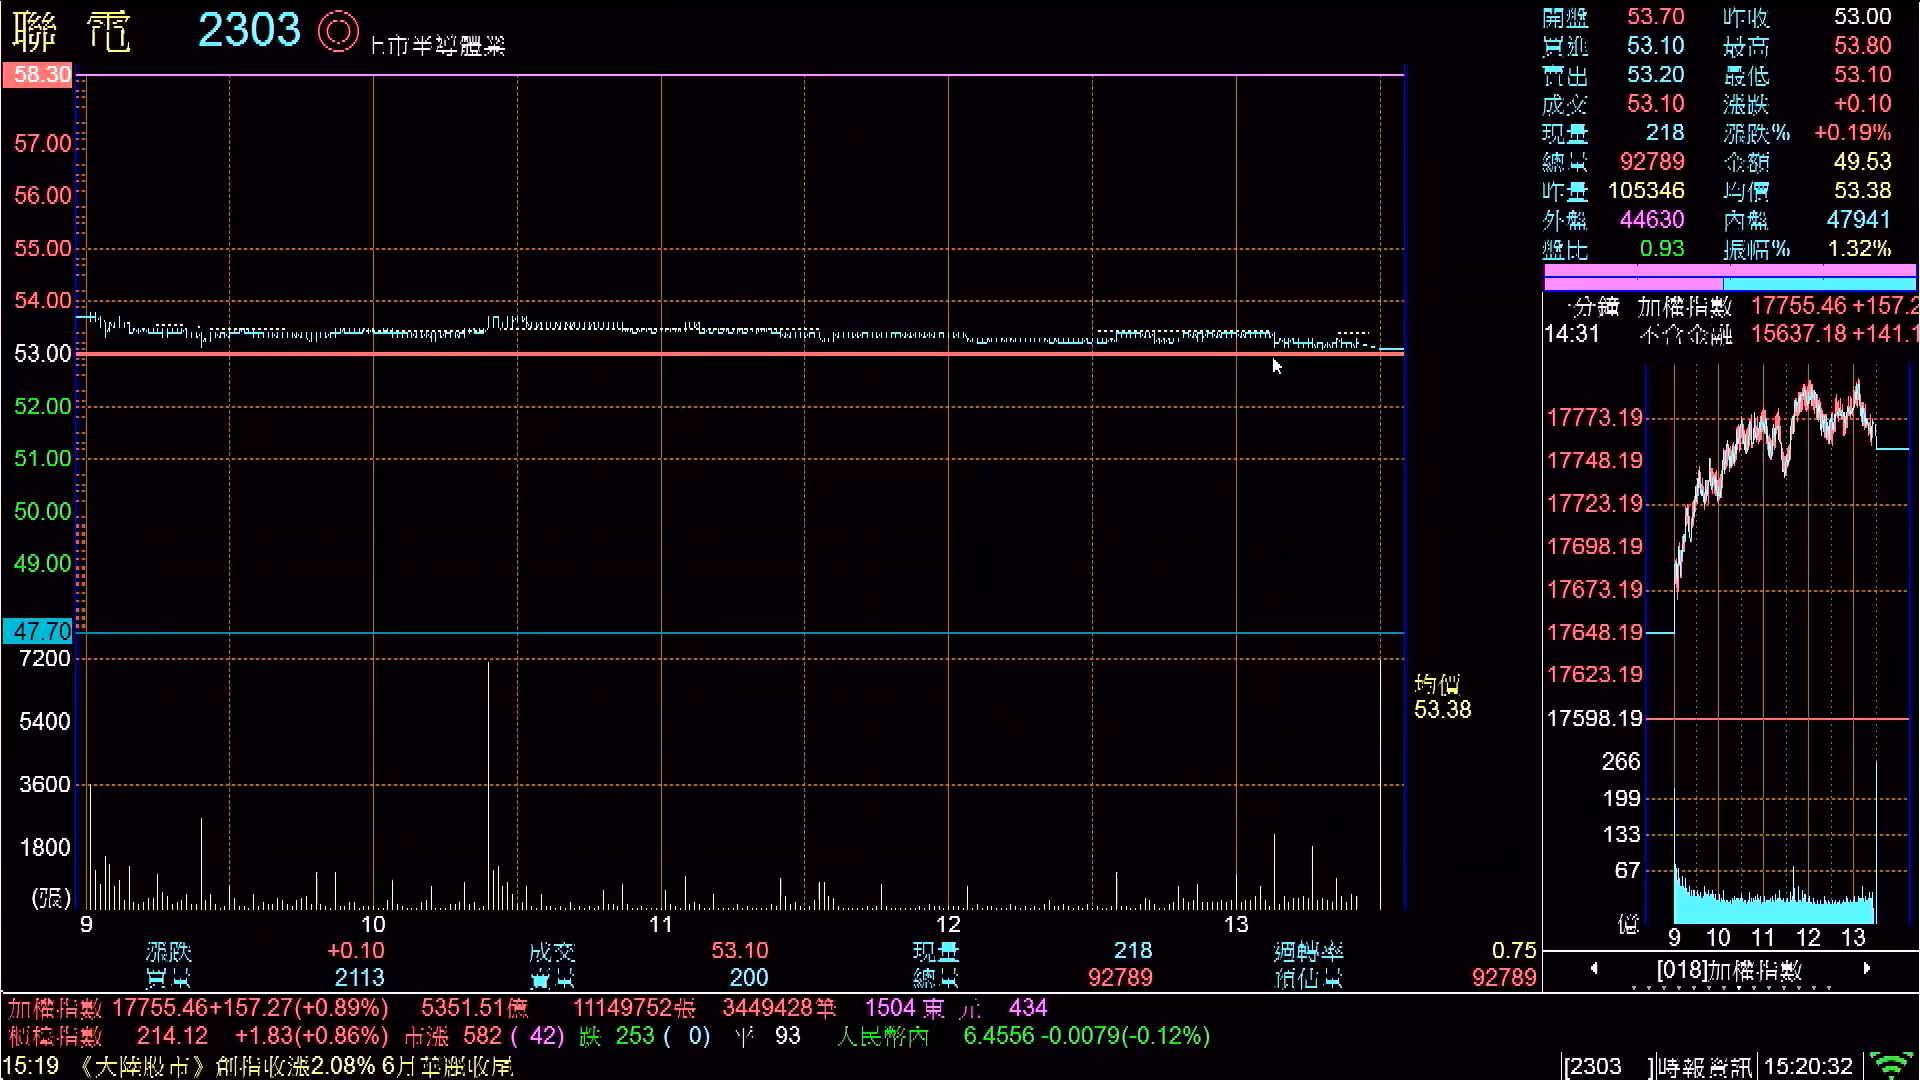 聯電 2303 上市半導體業
58.30
57.00
56.00
55.00
54.00
53.00
52.00
51.00
50.00
49.00
47.70
7200
5400
3600
1800
(張)
9 10 11 12 13
均價
53.38
開盤 53.70 昨收 53.00
買進 53.10 最高 53.80
賣出 53.20 最低 53.10
成交 53.10 漲跌 +0.10
現量 218 漲跌% +0.19%
總量 92789 金額 49.53
昨量 105346 均價 53.38
外盤 44630 內盤 47941
盤比 0.93 振幅% 1.32%
分鐘 加權指數 17755.46 +157.2
14:31 不含金融 15637.18 +141.1
17773.19
17748.19
17723.19
17698.19
17673.19
17648.19
17623.19
17598.19
266
199
133
67
億
9 10 11 12 13
[018]加權指數
漲跌 +0.10 成交 53.10 現量 218 週轉率 0.75
買量 2113 賣量 200 總量 92789 預估量 92789
加權指數 17755.46 +157.27(+0.89%) 5351.51億 11149752張 3449428筆 1504 東元 434
櫃檯指數 214.12 +1.83(+0.86%) 市漲 582 ( 42) 跌 253 ( 0) 平 93 人民幣內 6.4556 -0.0079(-0.12%)
15:19 《大陸股市》創指收漲2.08% 6月華麗收尾
[2303 ]時報資訊 15:20:32